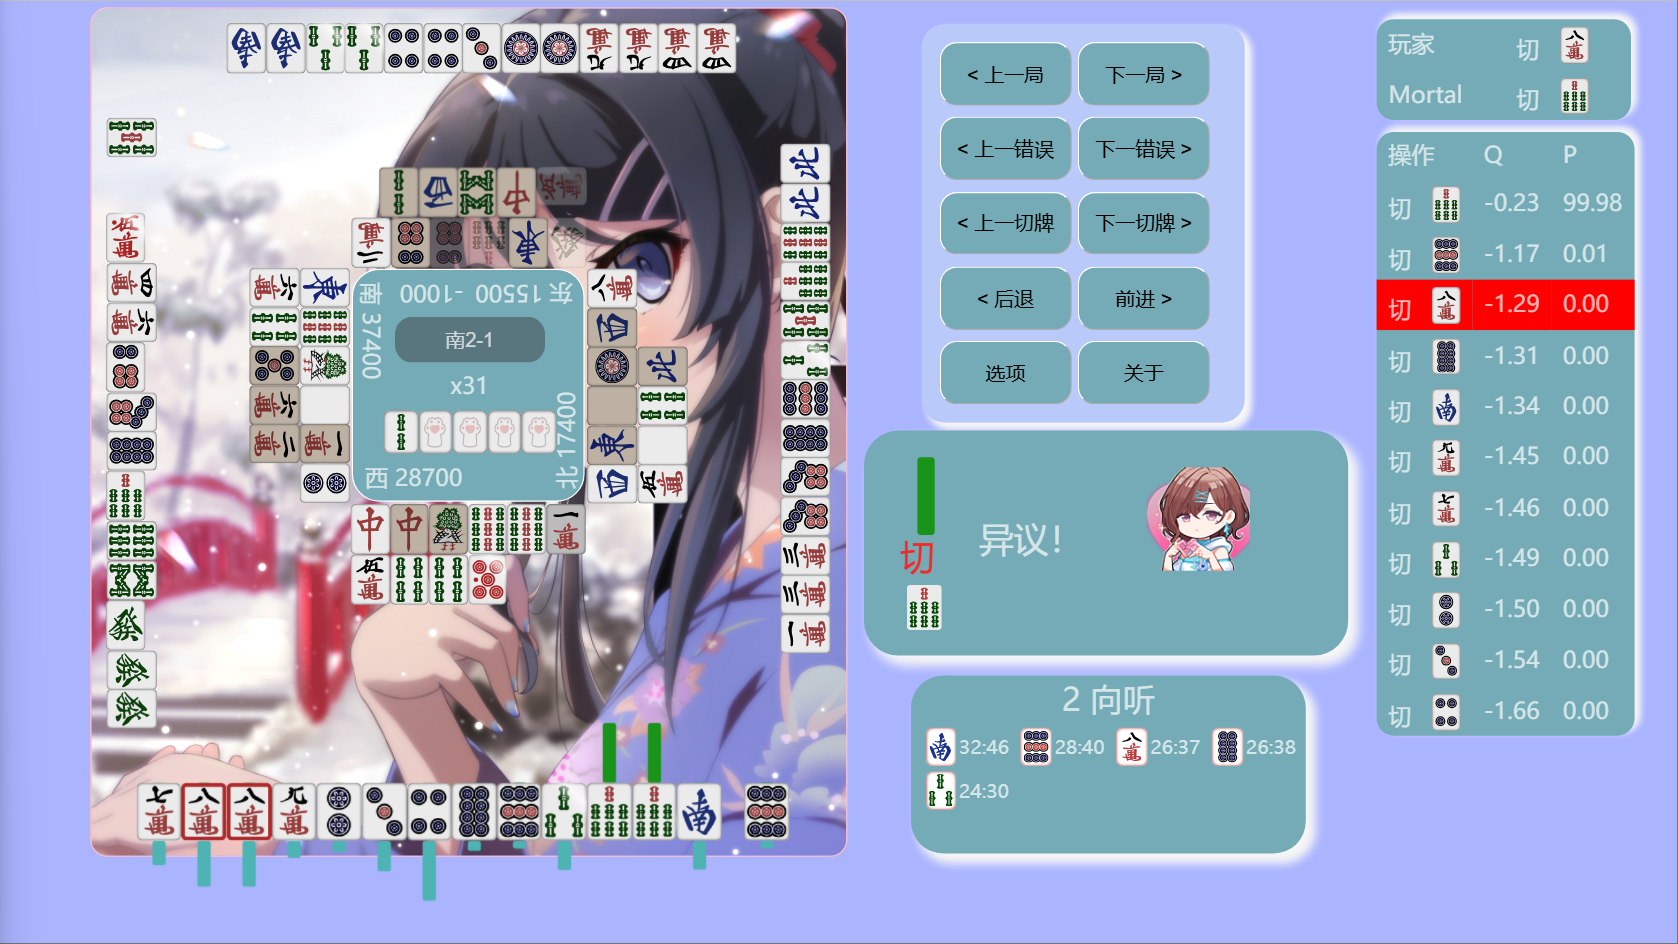 < 上一局
下一局 >
< 上一错误
下一错误 >
< 上一切牌
下一切牌 >
< 后退
前进 >
选项
关于
玩家 切
Mortal 切
操作 Q P
切 -0.23 99.98
切 -1.17 0.01
切 -1.29 0.00
切 -1.31 0.00
切 -1.34 0.00
切 -1.45 0.00
切 -1.46 0.00
切 -1.49 0.00
切 -1.50 0.00
切 -1.54 0.00
切 -1.66 0.00
东 15500 -1000
南 37400
南2-1
x31
北 17400
西 28700
切
异议!
2 向听
32:46 28:40 26:37 26:38
24:30